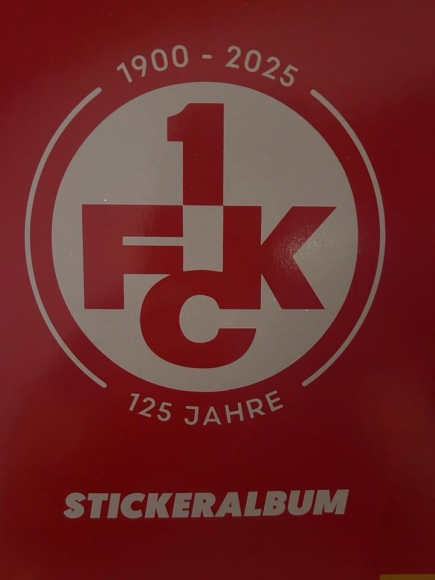 1900 - 2025
1
FCK
125 JAHRE
STICKERALBUM